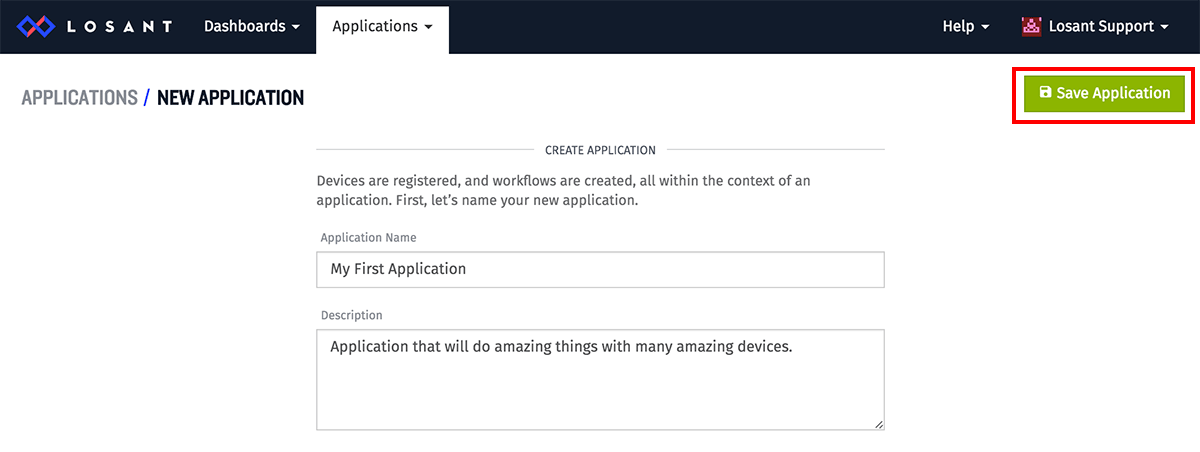 LOSANT Dashboards Applications Help Losant Support
APPLICATIONS / NEW APPLICATION
Save Application
CREATE APPLICATION
Devices are registered, and workflows are created, all within the context of an
application. First, let’s name your new application.
Application Name
My First Application
Description
Application that will do amazing things with many amazing devices.